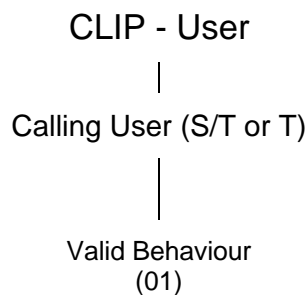 CLIP - User
Calling User (S/T or T)
Valid Behaviour
(01)